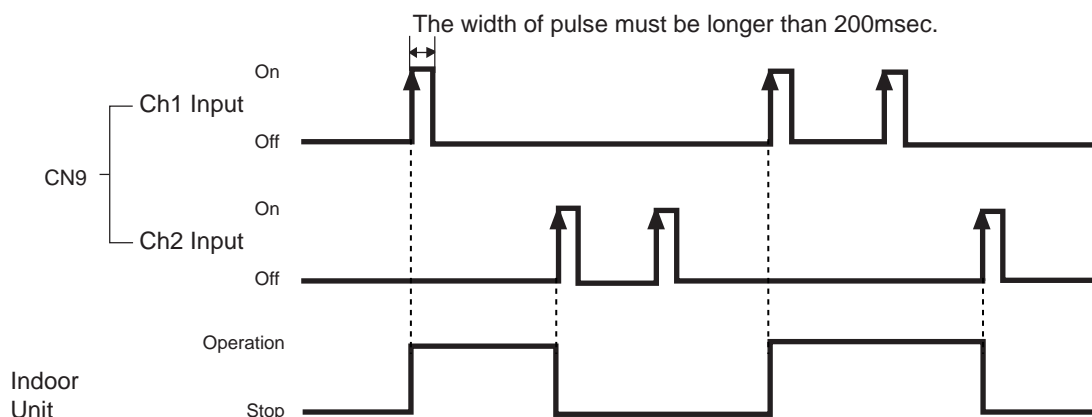 The width of pulse must be longer than 200msec.
On
Ch1 Input
Off
CN9
On
Ch2 Input
Off
Operation
Indoor
Unit
Stop